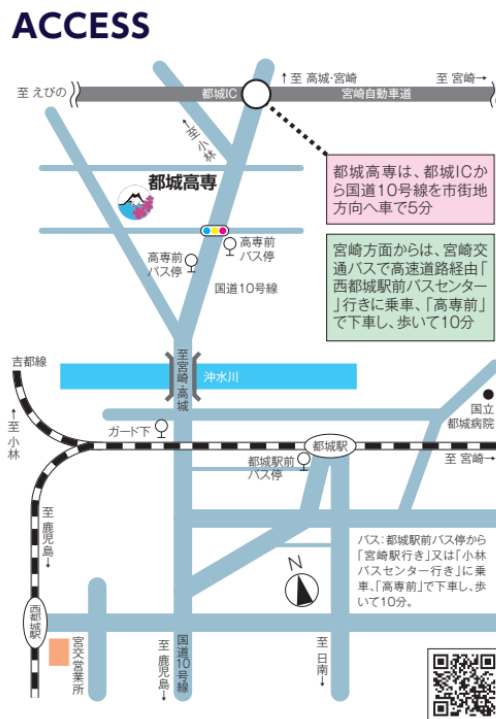 ACCESS
至 えびの
都城IC
↑至 高城・宮崎
宮崎自動車道
至 宮崎→
↑至 小林
都城高専
都城高専は、都城ICか
ら国道10号線を市街地
方向へ車で5分
高専前
バス停
高専前
バス停
国道10号線
宮崎方面からは、宮崎交
通バスで高速道路経由「
西都城駅前バスセンター
」行きに乗車、「高専前」
で下車し、歩いて10分
吉都線
至宮崎・高城
沖水川
国立
都城病院
↑至 小林
ガード下
都城駅
都城駅前
バス停
至 宮崎→
至 鹿児島→
バス：都城駅前バス停から
「宮崎駅行き」又は「小林
バスセンター行き」に乗
車、「高専前」で下車し、歩
いて10分。
N
西都城駅
宮交営業所
至 鹿児島→
国道10号線
至 日南→